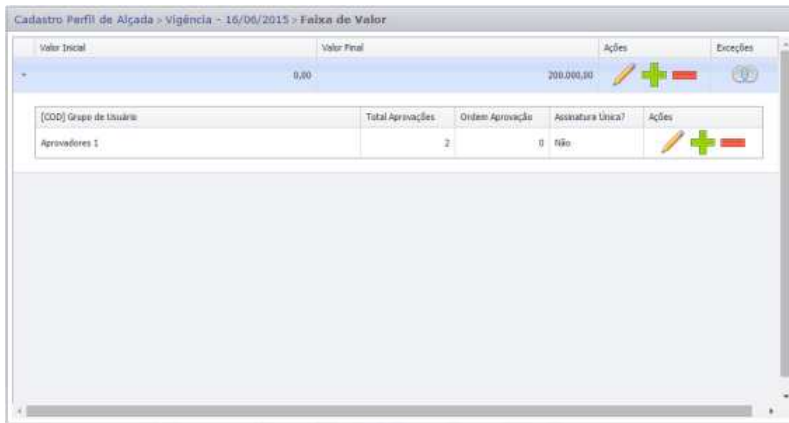 Cadastro Perfil de Alçada > Vigência - 16/06/2015 > Faixa de Valor
Valor Inicial Valor Final Ações Exceções
0,00 200.000,00
[COD] Grupo de Usuário Total Aprovações Ordem Aprovação Assinatura Única? Ações
Aprovadores 1 2 0 Não